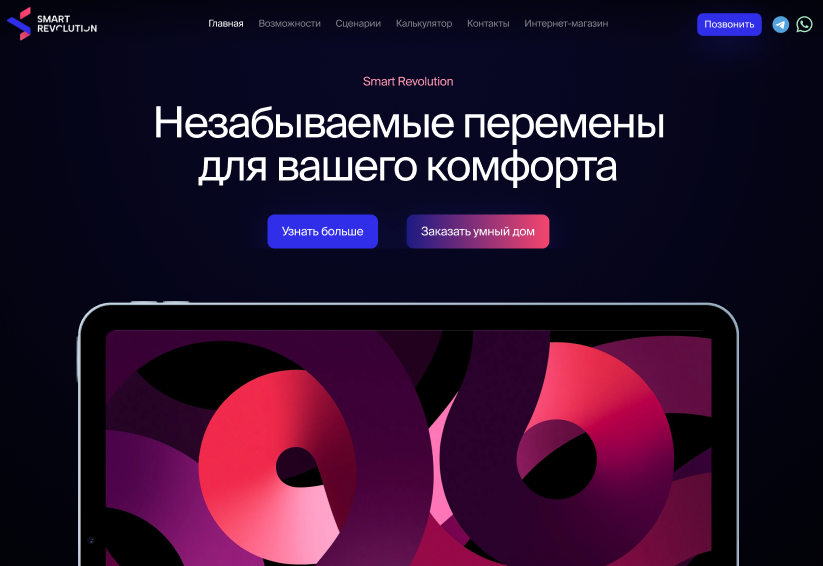 SMART
REVOLUTION
Главная Возможности Сценарии Калькулятор Контакты Интернет-магазин
Позвонить
Smart Revolution
Незабываемые перемены
для вашего комфорта
Узнать больше
Заказать умный дом